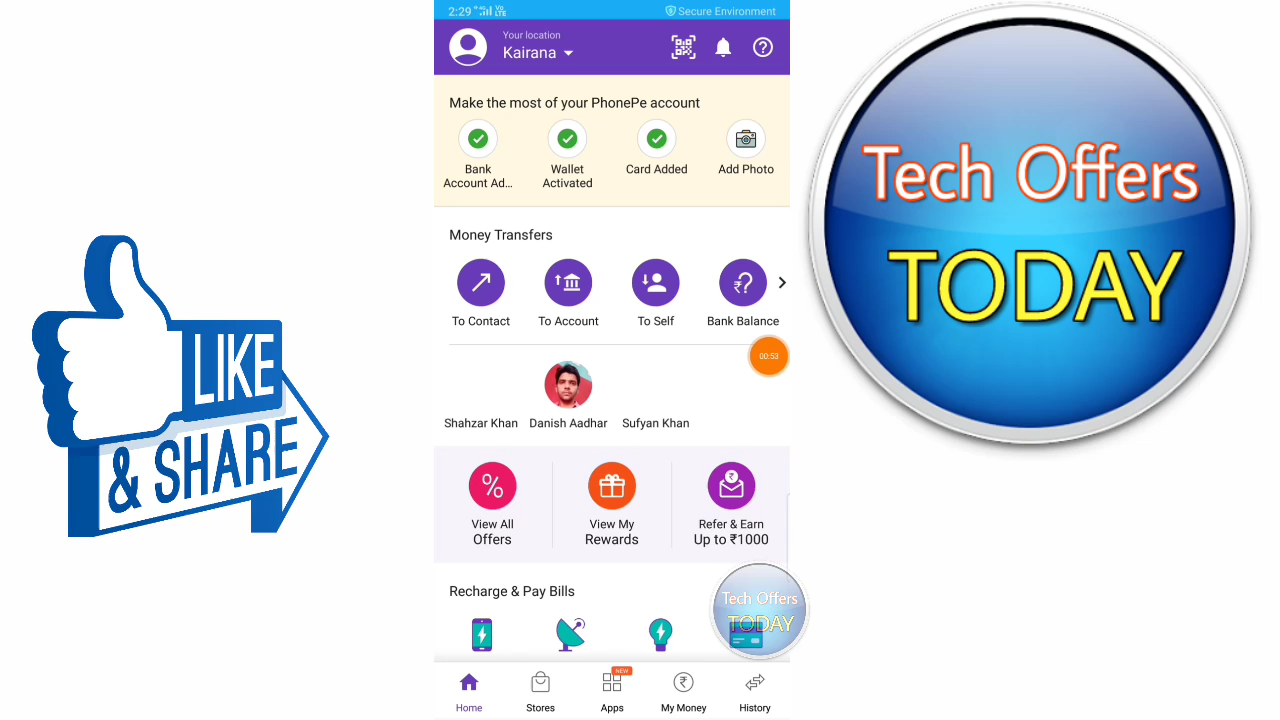 2:29
4G
Vo
LTE
Secure Environment
Your location
Kairana
Make the most of your PhonePe account
Bank
Account Ad...
Wallet
Activated
Card Added
Add Photo
Money Transfers
To Contact
To Account
To Self
Bank Balance
00:53
Shahzar Khan
Danish Aadhar
Sufyan Khan
View All
Offers
View My
Rewards
Refer & Earn
Up to ₹1000
Recharge & Pay Bills
Tech Offers
TODAY
NEW
Home
Stores
Apps
My Money
History
LIKE
& SHARE
Tech Offers
TODAY